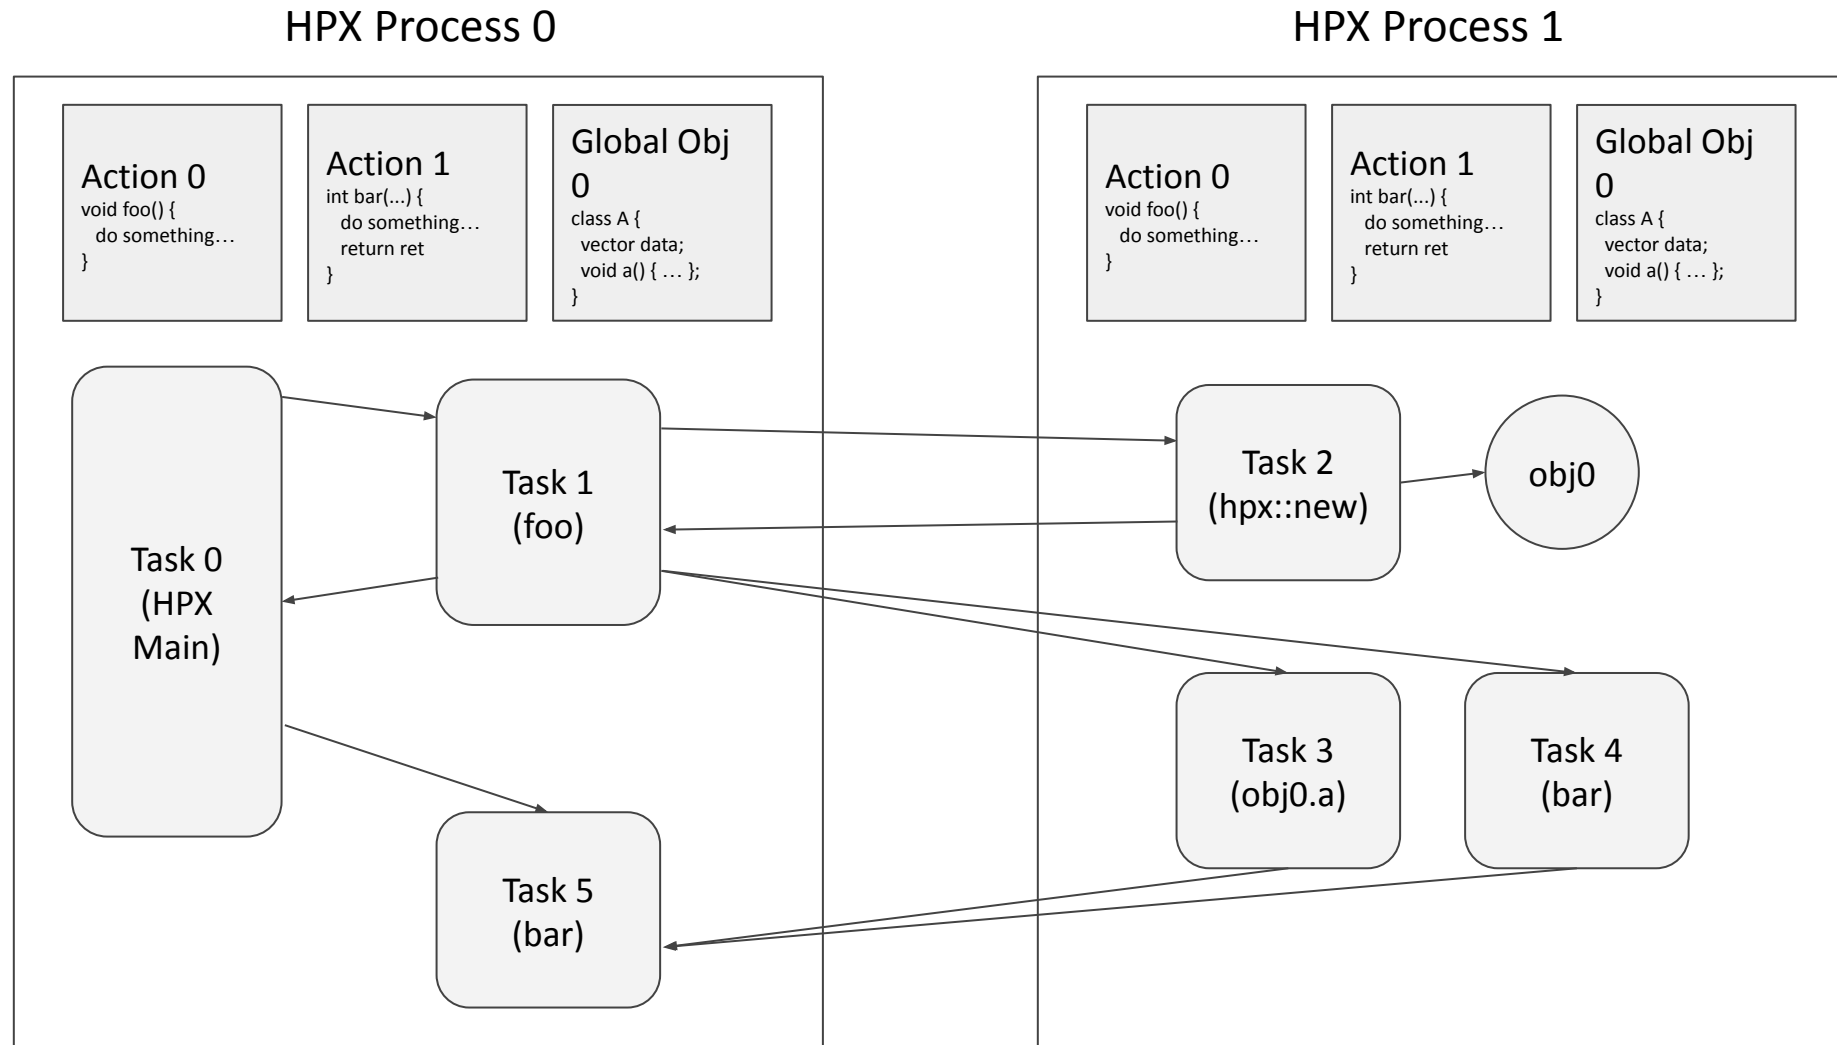 HPX Process 0
HPX Process 1
Action 0
void foo() {
do something…
}
Action 1
int bar(...) {
do something…
return ret
}
Global Obj
0
class A {
vector data;
void a() { … };
}
Action 0
void foo() {
do something…
}
Action 1
int bar(...) {
do something…
return ret
}
Global Obj
0
class A {
vector data;
void a() { … };
}
Task 0
(HPX
Main)
Task 1
(foo)
Task 2
(hpx::new)
obj0
Task 3
(obj0.a)
Task 4
(bar)
Task 5
(bar)